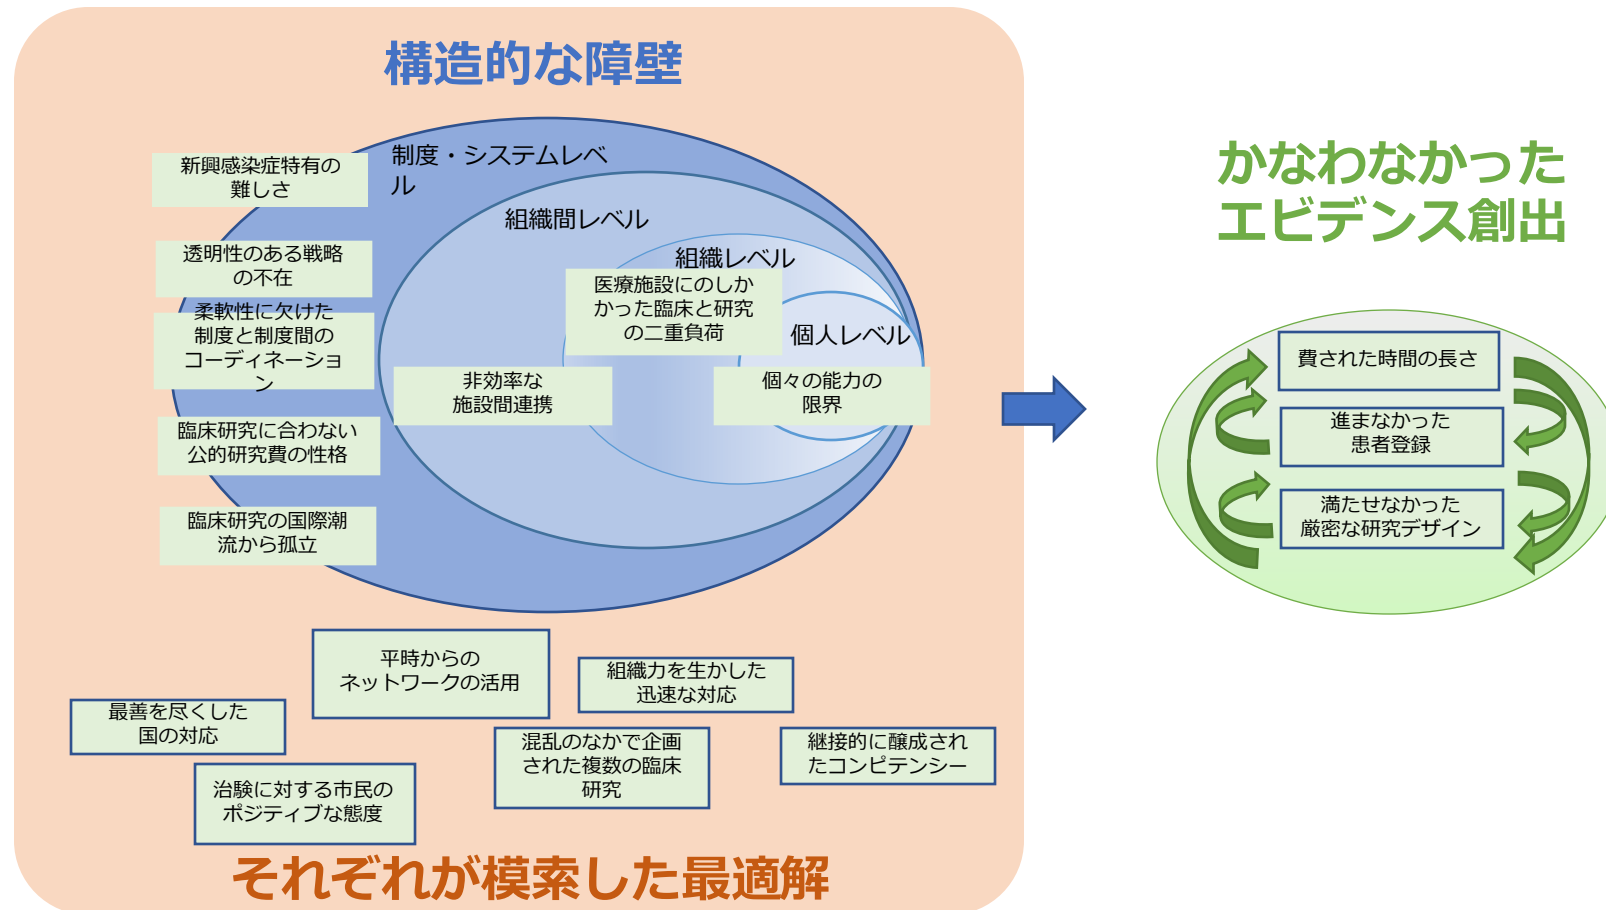 構造的な障壁
制度・システムレベ
ル
新興感染症特有の
難しさ
組織間レベル
透明性のある戦略
の不在
組織レベル
医療施設にのしか
かった臨床と研究
の二重負荷
柔軟性に欠けた
制度と制度間の
コーディネーショ
ン
個人レベル
非効率な
施設間連携
個々の能力の
限界
臨床研究に合わない
公的研究費の性格
臨床研究の国際潮
流から孤立
平時からの
ネットワークの活用
組織力を生かした
迅速な対応
最善を尽くした
国の対応
混乱のなかで企画
された複数の臨床
研究
継接的に醸成され
たコンピテンシー
治験に対する市民の
ポジティブな態度
それぞれが模索した最適解
かなわなかった
エビデンス創出
費された時間の長さ
進まなかった
患者登録
満たせなかった
厳密な研究デザイン